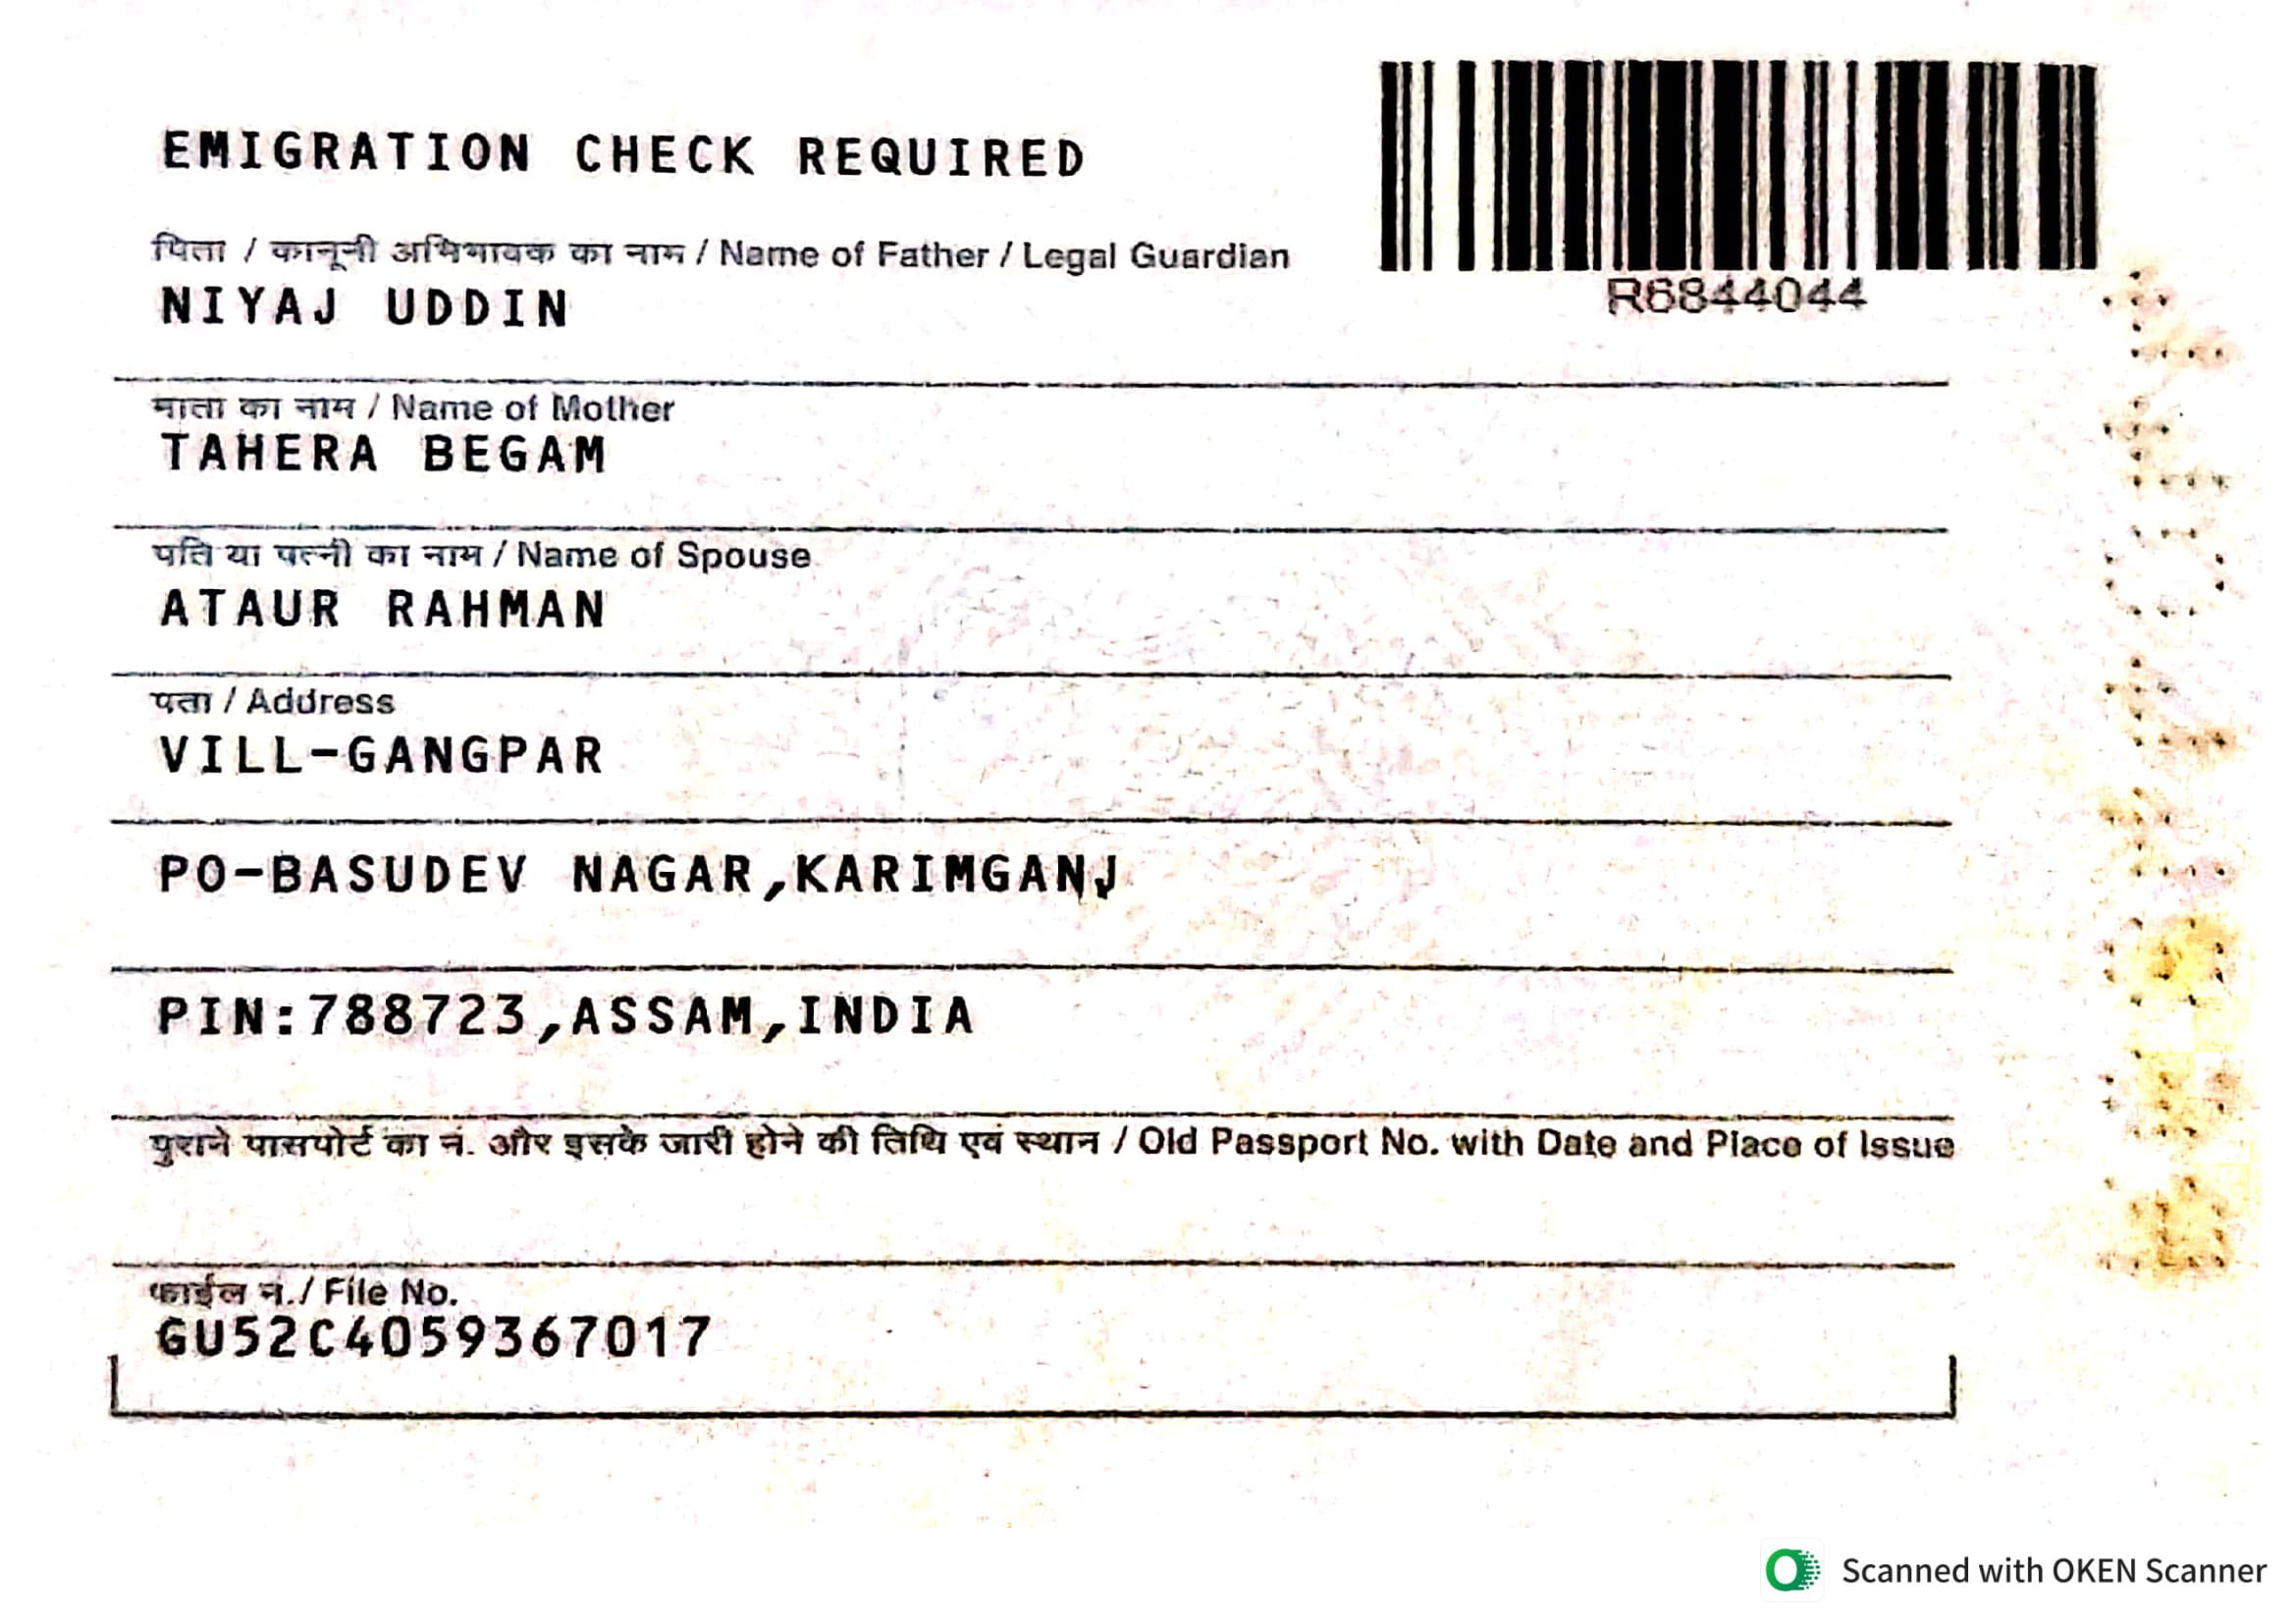 EMIGRATION CHECK REQUIRED
R6844044
पिता / कानूनी अभिभावक का नाम / Name of Father / Legal Guardian
NIYAJ UDDIN
माता का नाम / Name of Mother
TAHERA BEGAM
पति या पत्नी का नाम / Name of Spouse
ATAUR RAHMAN
पता / Address
VILL-GANGPAR
PO-BASUDEV NAGAR,KARIMGANJ
PIN:788723,ASSAM,INDIA
पुराने पासपोर्ट का नं. और इसके जारी होने की तिथि एवं स्थान / Old Passport No. with Date and Place of Issue
फाईल नं./ File No.
GU52C4059367017
Scanned with OKEN Scanner